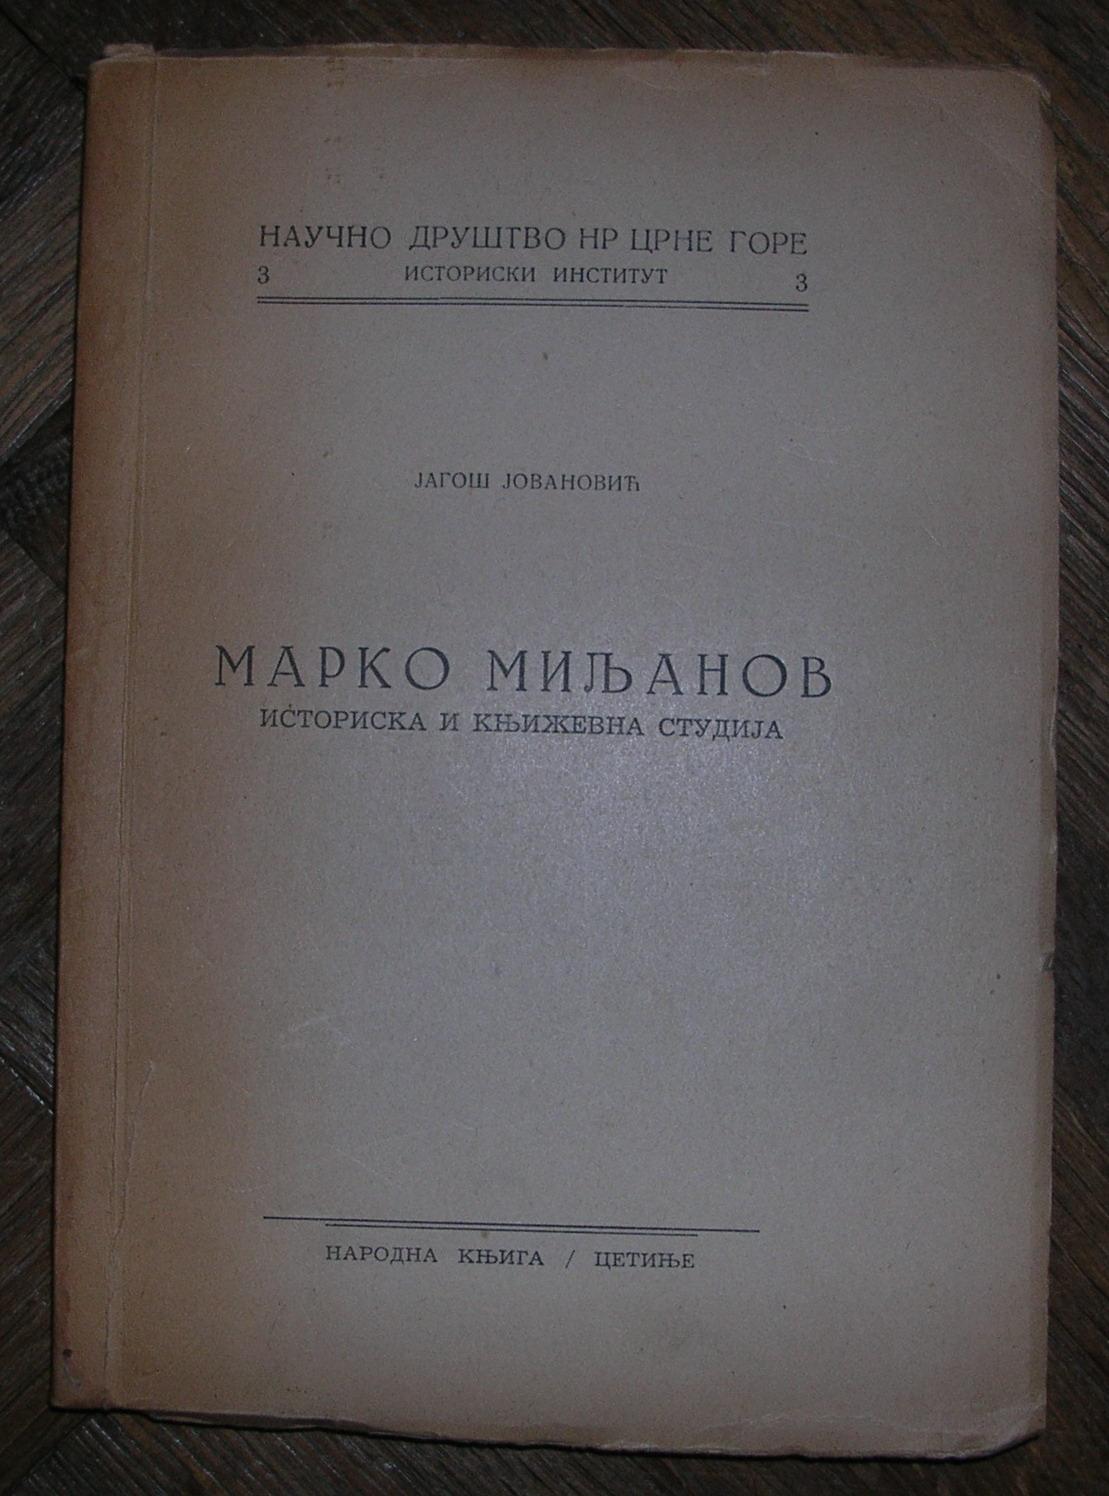 НАУЧНО ДРУШТВО НР ЦРНЕ ГОРЕ
3 ИСТОРИСКИ ИНСТИТУТ 3
ЈАГОШ ЈОВАНОВИЋ
МАРКО МИЉАНОВ
ИСТОРИСКА И КЊИЖЕВНА СТУДИЈА
НАРОДНА КЊИГА / ЦЕТИЊЕ